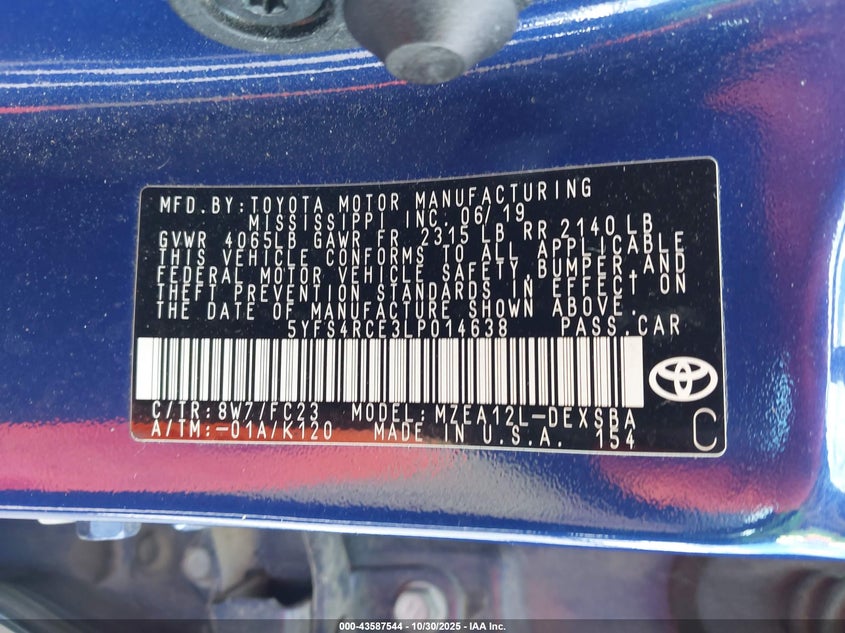 MFD.BY:TOYOTA MOTOR MANUFACTURING
MISSISSIPPI INC. 06/19
GVWR 4065LB GAWR FR 2315 LB RR 2140 LB
THIS VEHICLE CONFORMS TO ALL APPLICABLE
FEDERAL MOTOR VEHICLE SAFETY,BUMPER,AND
THEFT PREVENTION STANDARDS IN EFFECT ON
THE DATE OF MANUFACTURE SHOWN ABOVE.
5YFS4RCE3LP014638 PASS.CAR
C/TR:8W7/FC23 MODEL:MZEA12L-DEXSBA
A/TM:-01A/K120 MADE IN U.S.A. 154
C
000-43587544 / 10/30/2025 - IAA Inc.